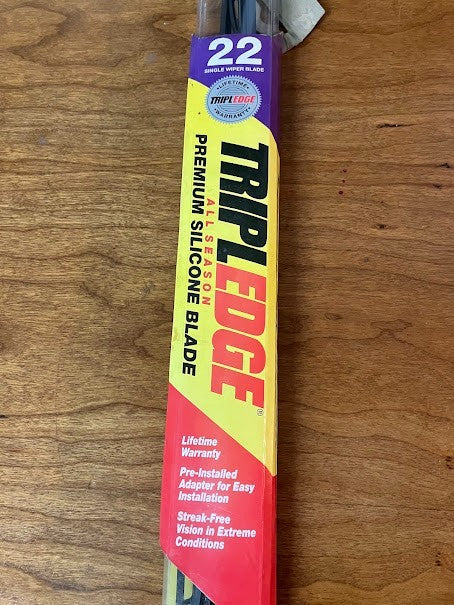 22
SINGLE WIPER BLADE
LIFETIME
TRIPLEDGE
WARRANTY
TRIPLEDGE®
ALL SEASON
PREMIUM SILICONE BLADE
Lifetime
Warranty
Pre-Installed
Adapter for Easy
Installation
Streak-Free
Vision in Extreme
Conditions